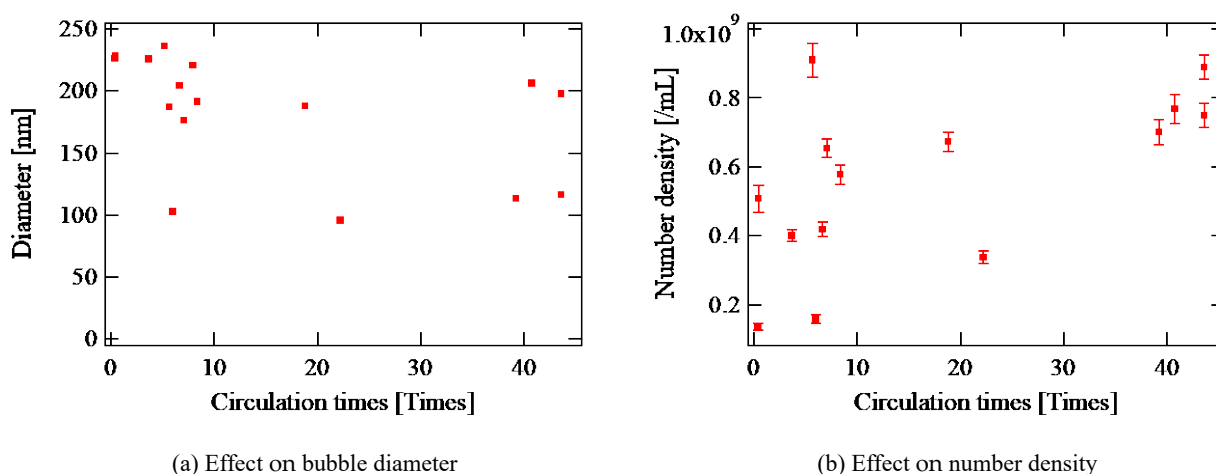 250
200
150
100
50
0
Diameter [nm]
0 10 20 30 40
Circulation times [Times]
(a) Effect on bubble diameter
1.0x10⁹
0.8
0.6
0.4
0.2
Number density [/mL]
0 10 20 30 40
Circulation times [Times]
(b) Effect on number density